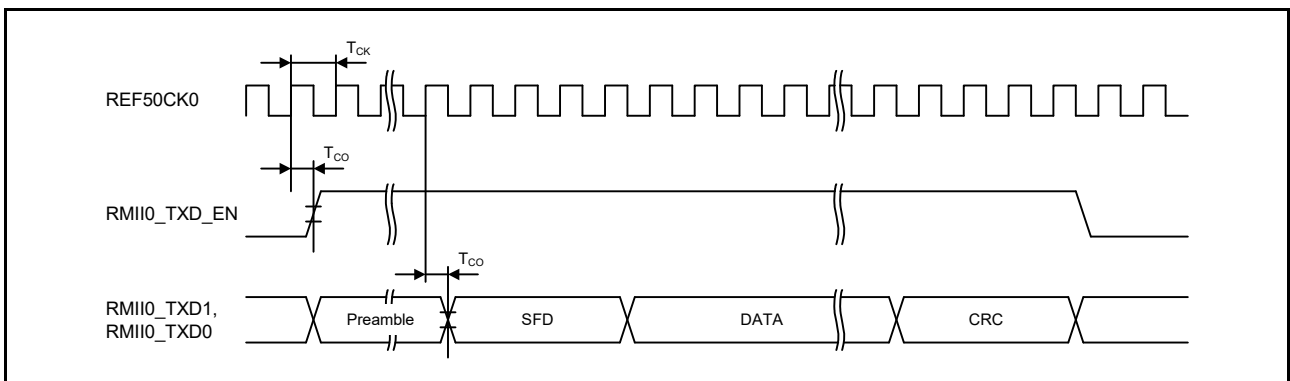 TCK
REF50CK0
TCO
RMII0_TXD_EN
TCO
RMII0_TXD1,
RMII0_TXD0
Preamble
SFD
DATA
CRC